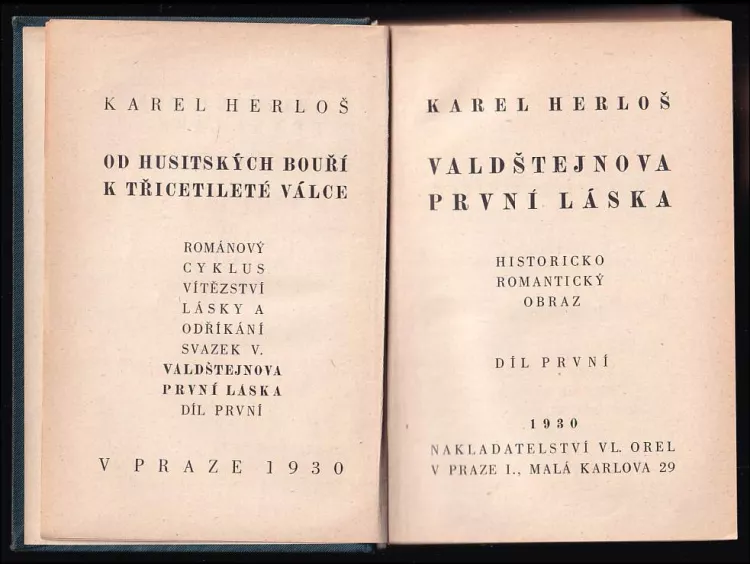 KAREL HERLOŠ
OD HUSITSKÝCH BOUŘÍ
K TŘICETILETÉ VÁLCE
ROMÁNOVÝ
CYKLUS
VÍTĚZSTVÍ
LÁSKY A
ODŘÍKÁNÍ
SVAZEK V.
VALDŠTEJNOVA
PRVNÍ LÁSKA
DÍL PRVNÍ
V PRAZE 1930
KAREL HERLOŠ
VALDŠTEJNOVA
PRVNÍ LÁSKA
HISTORICKO
ROMANTICKÝ
OBRAZ
DÍL PRVNÍ
1930
NAKLADATELSTVÍ VL. OREL
V PRAZE I., MALÁ KARLOVA 29